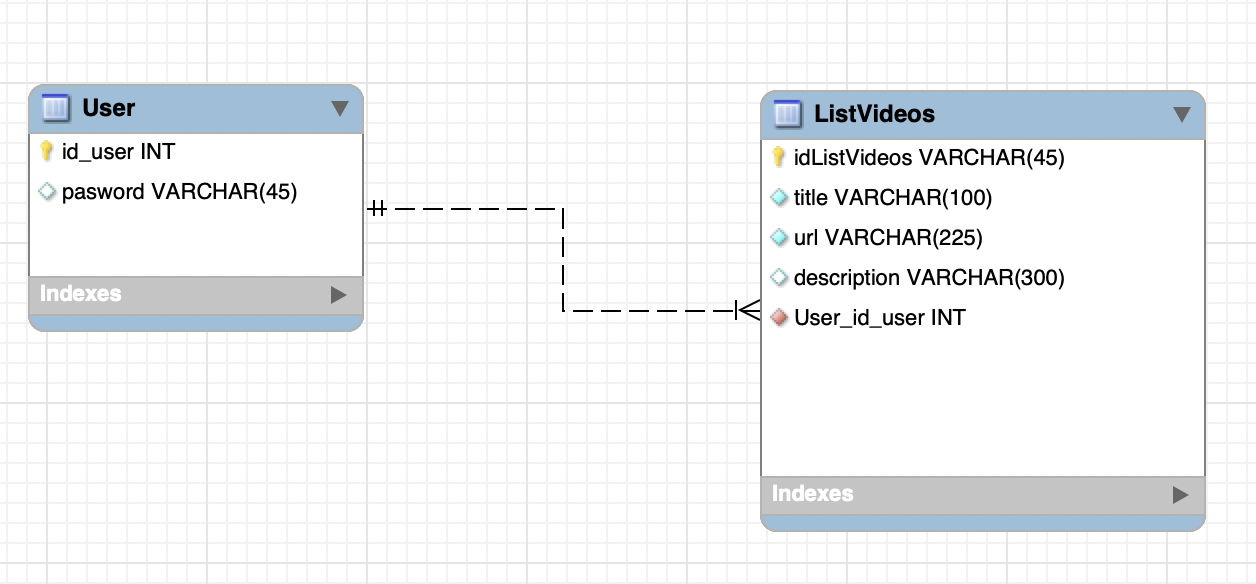 User
id_user INT
pasword VARCHAR(45)
Indexes
ListVideos
idListVideos VARCHAR(45)
title VARCHAR(100)
url VARCHAR(225)
description VARCHAR(300)
User_id_user INT
Indexes